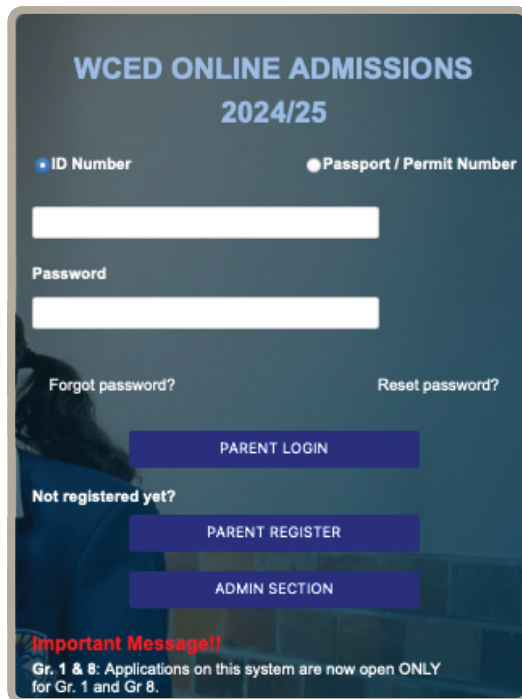 WCED ONLINE ADMISSIONS
2024/25
ID Number Passport / Permit Number
Password
Forgot password? Reset password?
PARENT LOGIN
Not registered yet?
PARENT REGISTER
ADMIN SECTION
Important Message!!
Gr. 1 & 8: Applications on this system are now open ONLY
for Gr. 1 and Gr 8.